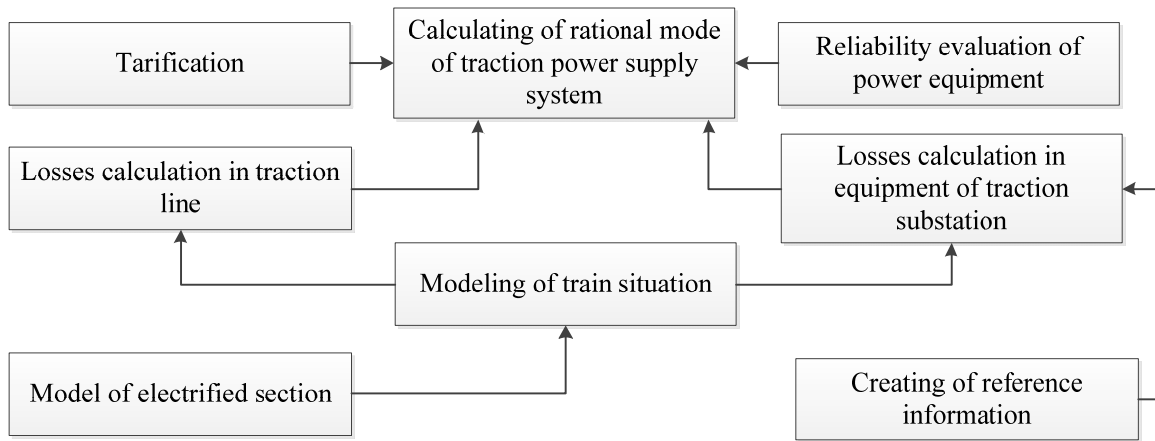 Tarification
Calculating of rational mode
of traction power supply
system
Reliability evaluation of
power equipment
Losses calculation in traction
line
Losses calculation in
equipment of traction
substation
Modeling of train situation
Model of electrified section
Creating of reference
information